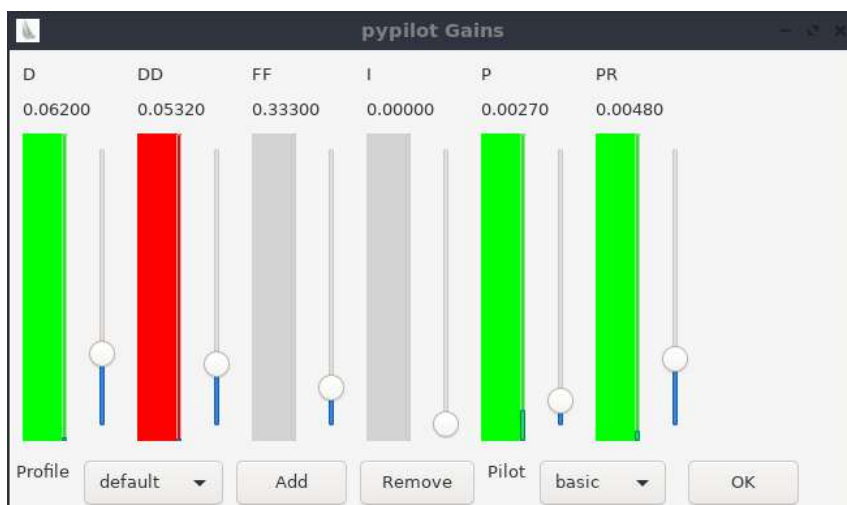 pypilot Gains
D DD FF I P PR
0.06200 0.05320 0.33300 0.00000 0.00270 0.00480
Profile default Add Remove Pilot basic OK